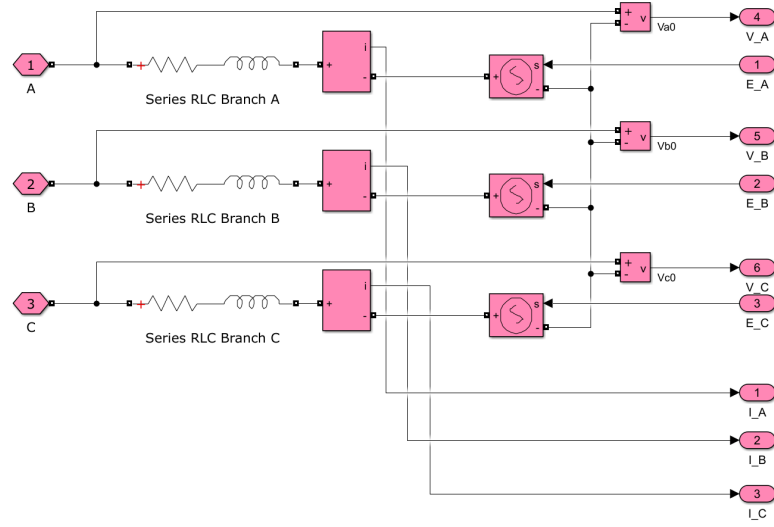 +
-
v
4
Va0
V_A
1
+
i
-
+
s
-
1
A
Series RLC Branch A
E_A
+
-
v
5
Vb0
V_B
2
+
i
-
+
s
-
2
B
Series RLC Branch B
E_B
+
-
v
6
Vc0
V_C
3
+
i
-
+
s
-
3
C
Series RLC Branch C
E_C
1
I_A
2
I_B
3
I_C